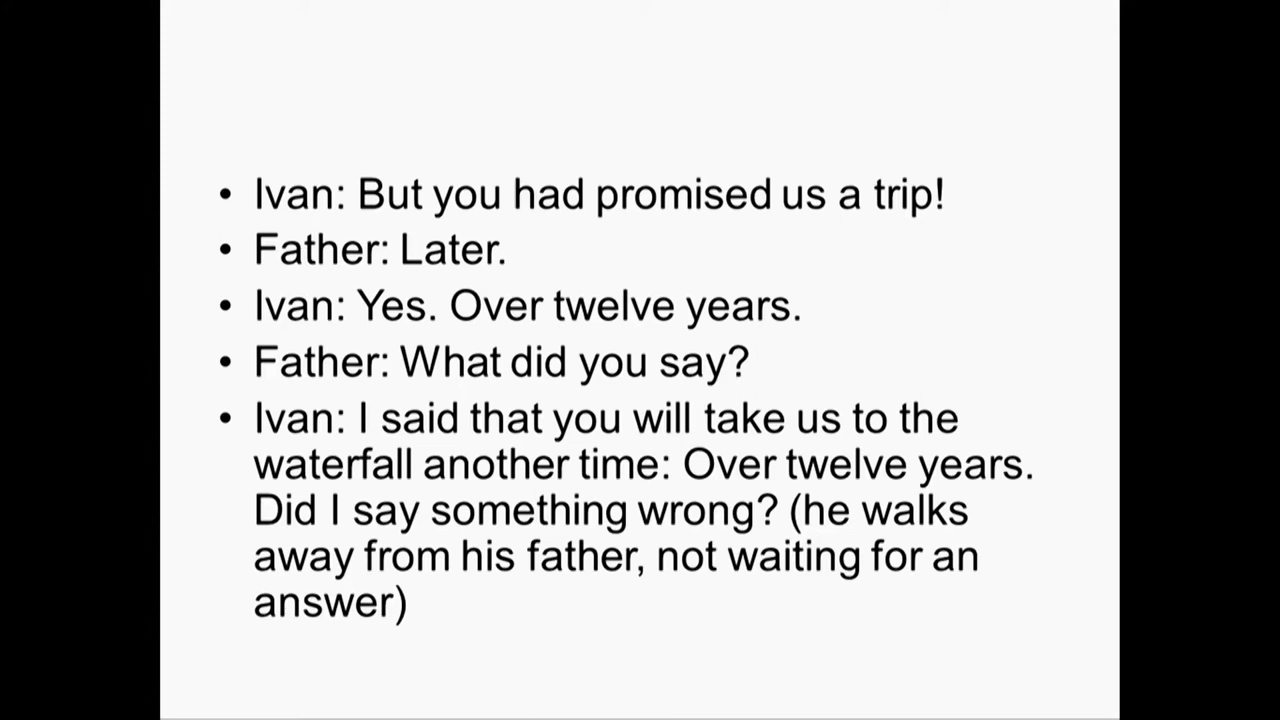 • Ivan: But you had promised us a trip!
• Father: Later.
• Ivan: Yes. Over twelve years.
• Father: What did you say?
• Ivan: I said that you will take us to the
waterfall another time: Over twelve years.
Did I say something wrong? (he walks
away from his father, not waiting for an
answer)